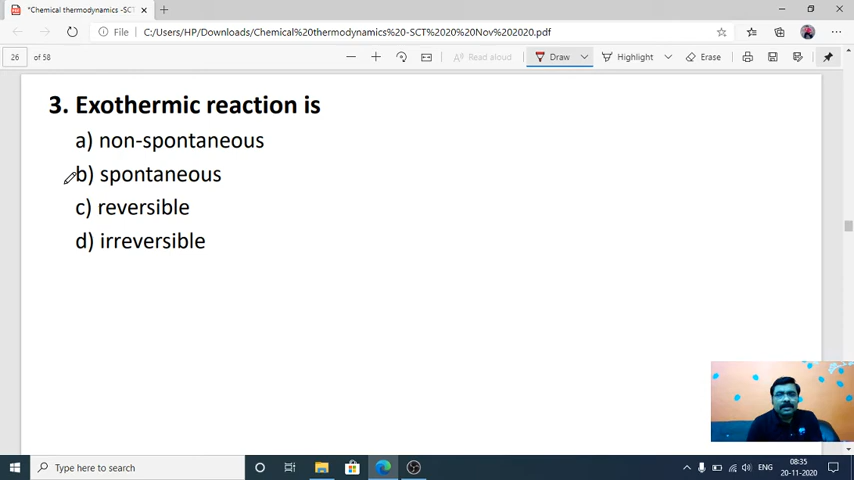 *Chemical thermodynamics -SCT
File
C:/Users/HP/Downloads/Chemical%20thermodynamics%20-SCT%2020%20Nov%202020.pdf
26 of 58
Read aloud
Draw
Highlight
Erase
3. Exothermic reaction is
a) non-spontaneous
b) spontaneous
c) reversible
d) irreversible
Type here to search
ENG
08:35
20-11-2020